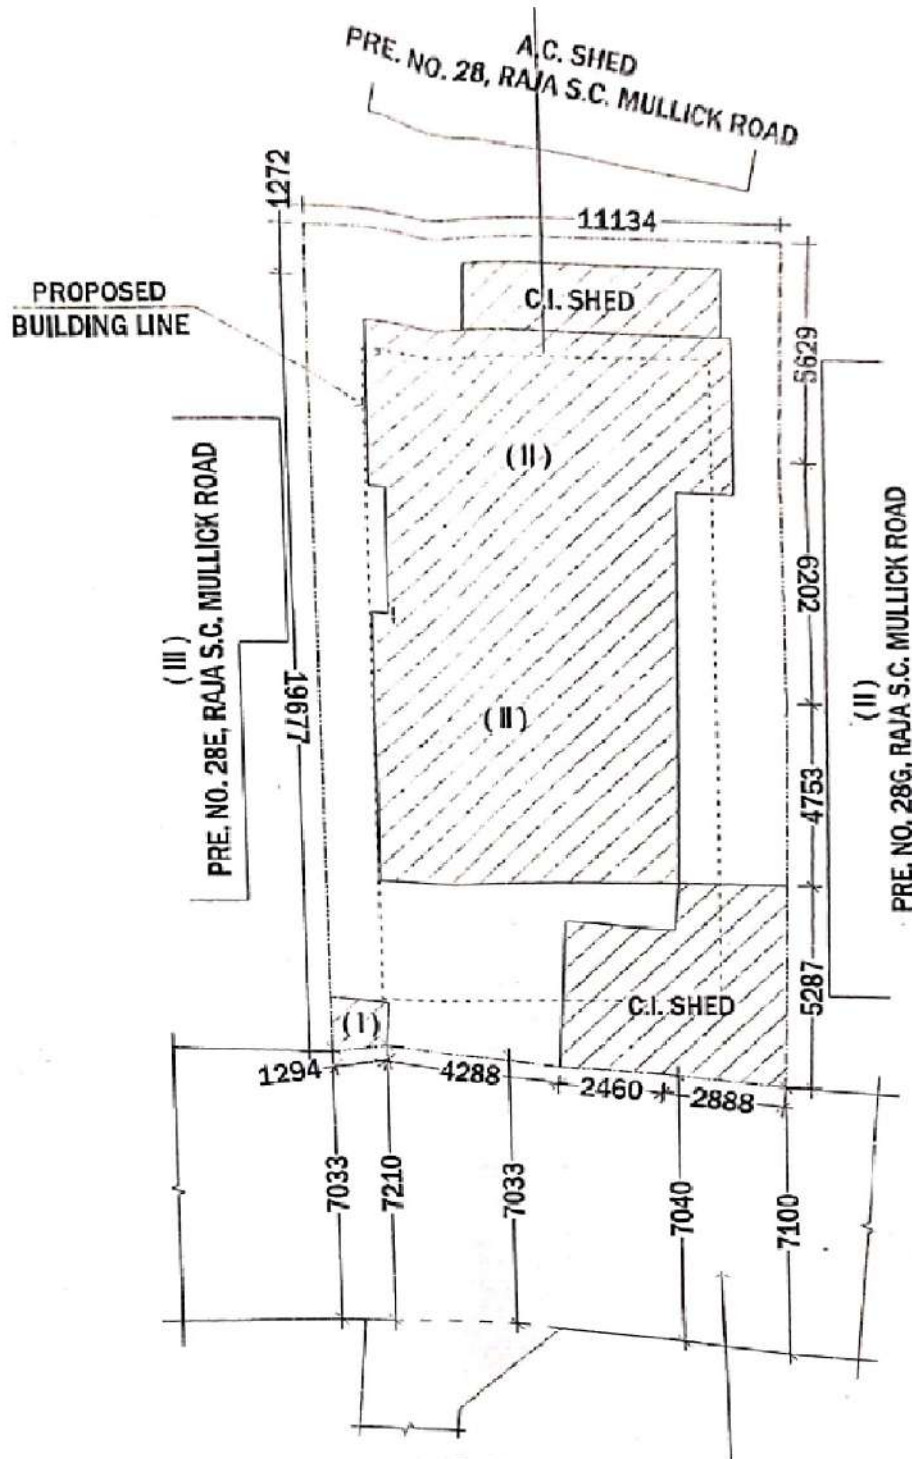 A.C. SHED
PRE. NO. 28, RAJA S.C. MULLICK ROAD
1272
11134
PROPOSED
BUILDING LINE
C.I. SHED
5629
(II)
6202
(III)
PRE. NO. 28E, RAJA S.C. MULLICK ROAD
19677
(II)
(II)
PRE. NO. 28G, RAJA S.C. MULLICK ROAD
4753
5287
C.I. SHED
(I)
1294
4288
2460
2888
7033
7210
7033
7040
7100